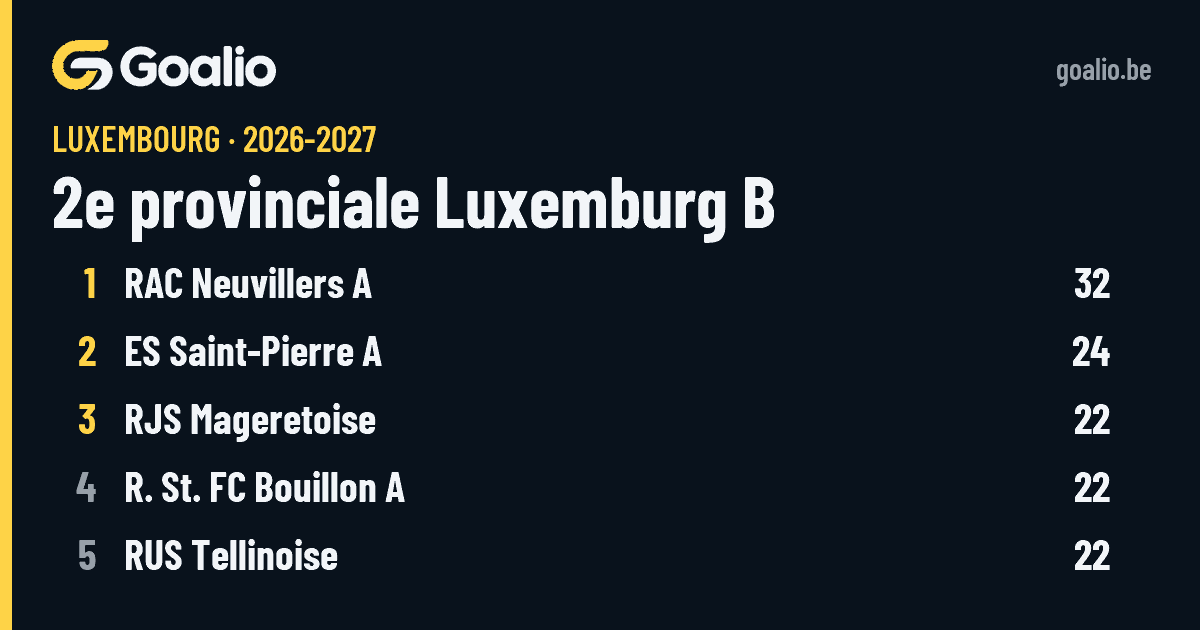 Goalio
goalio.be
LUXEMBOURG · 2026-2027
2e provinciale Luxemburg B
1 RAC Neuvillers A 32
2 ES Saint-Pierre A 24
3 RJS Mageretoise 22
4 R. St. FC Bouillon A 22
5 RUS Tellinoise 22